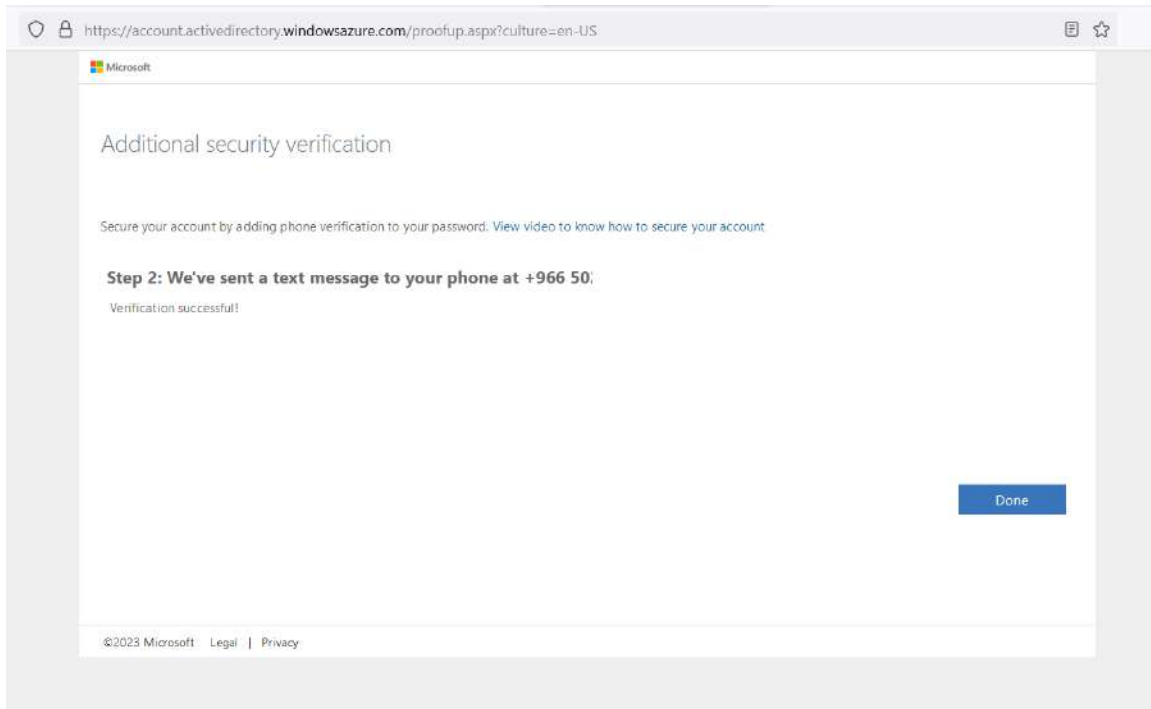 https://account.activedirectory.windowsazure.com/proofup.aspx?culture=en-US
Microsoft
Additional security verification
Secure your account by adding phone verification to your password. View video to know how to secure your account
Step 2: We've sent a text message to your phone at +966 50
Verification successful!
Done
©2023 Microsoft Legal | Privacy